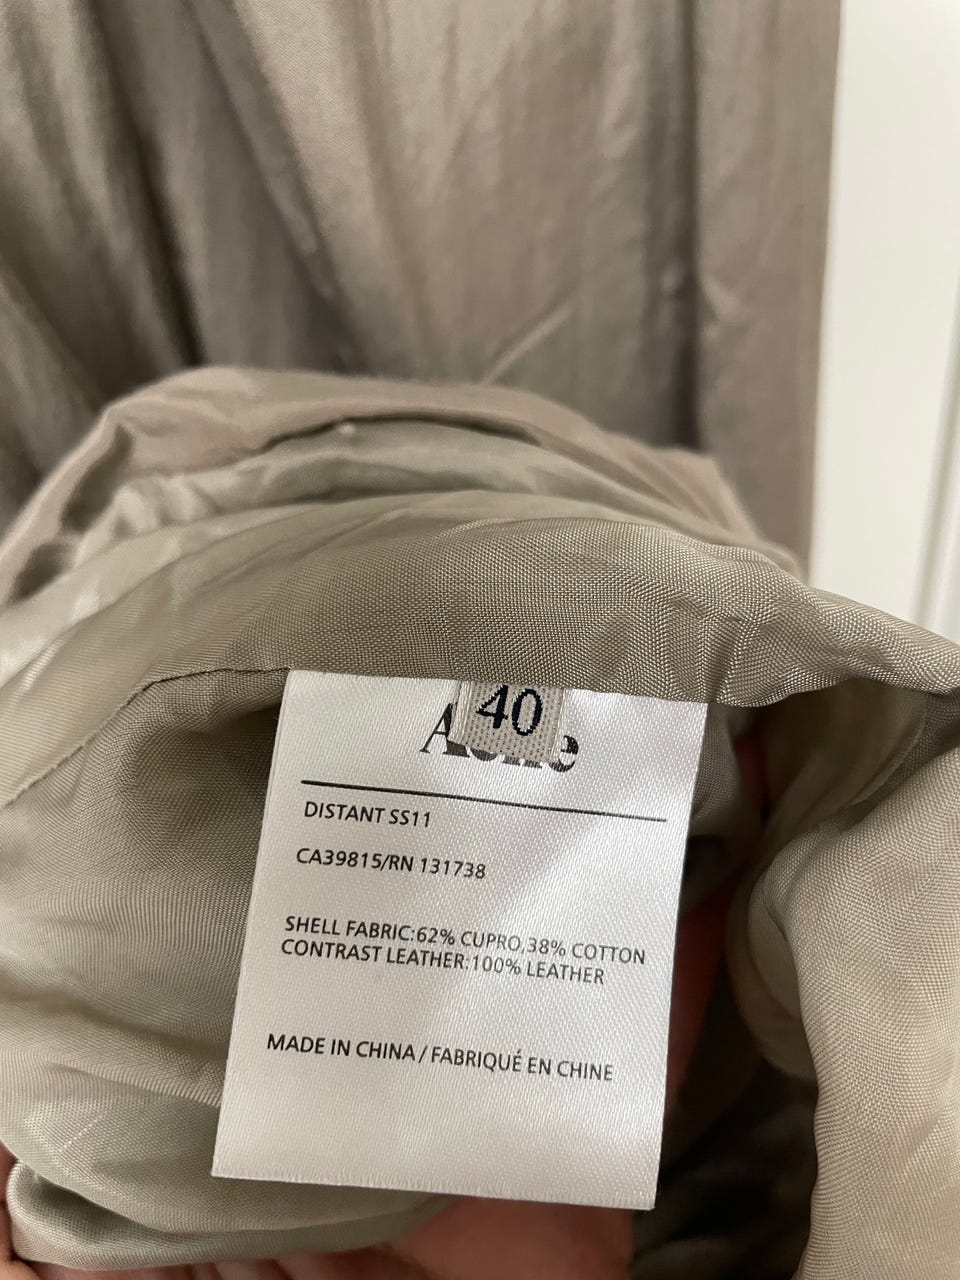 40
Acne
DISTANT SS11
CA39815/RN 131738
SHELL FABRIC:62% CUPRO,38% COTTON
CONTRAST LEATHER:100% LEATHER
MADE IN CHINA / FABRIQUÉ EN CHINE